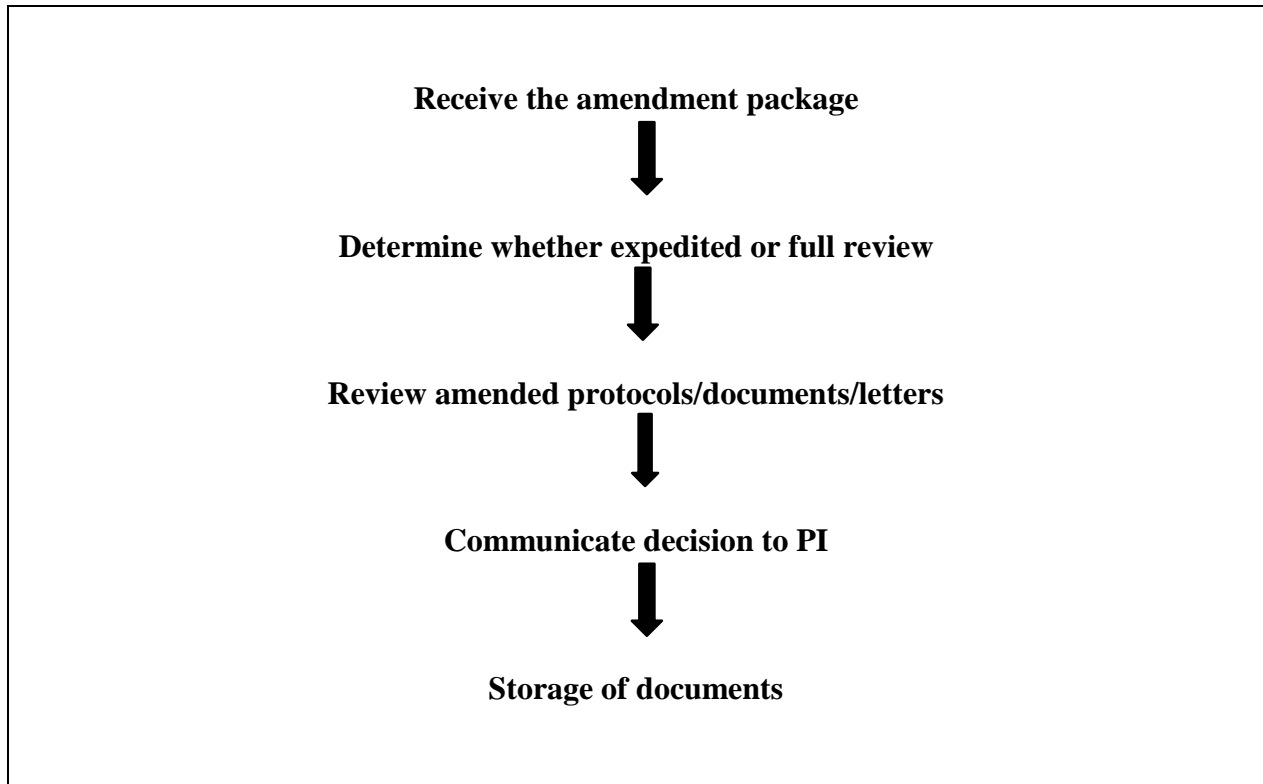 Receive the amendment package
Determine whether expedited or full review
Review amended protocols/documents/letters
Communicate decision to PI
Storage of documents